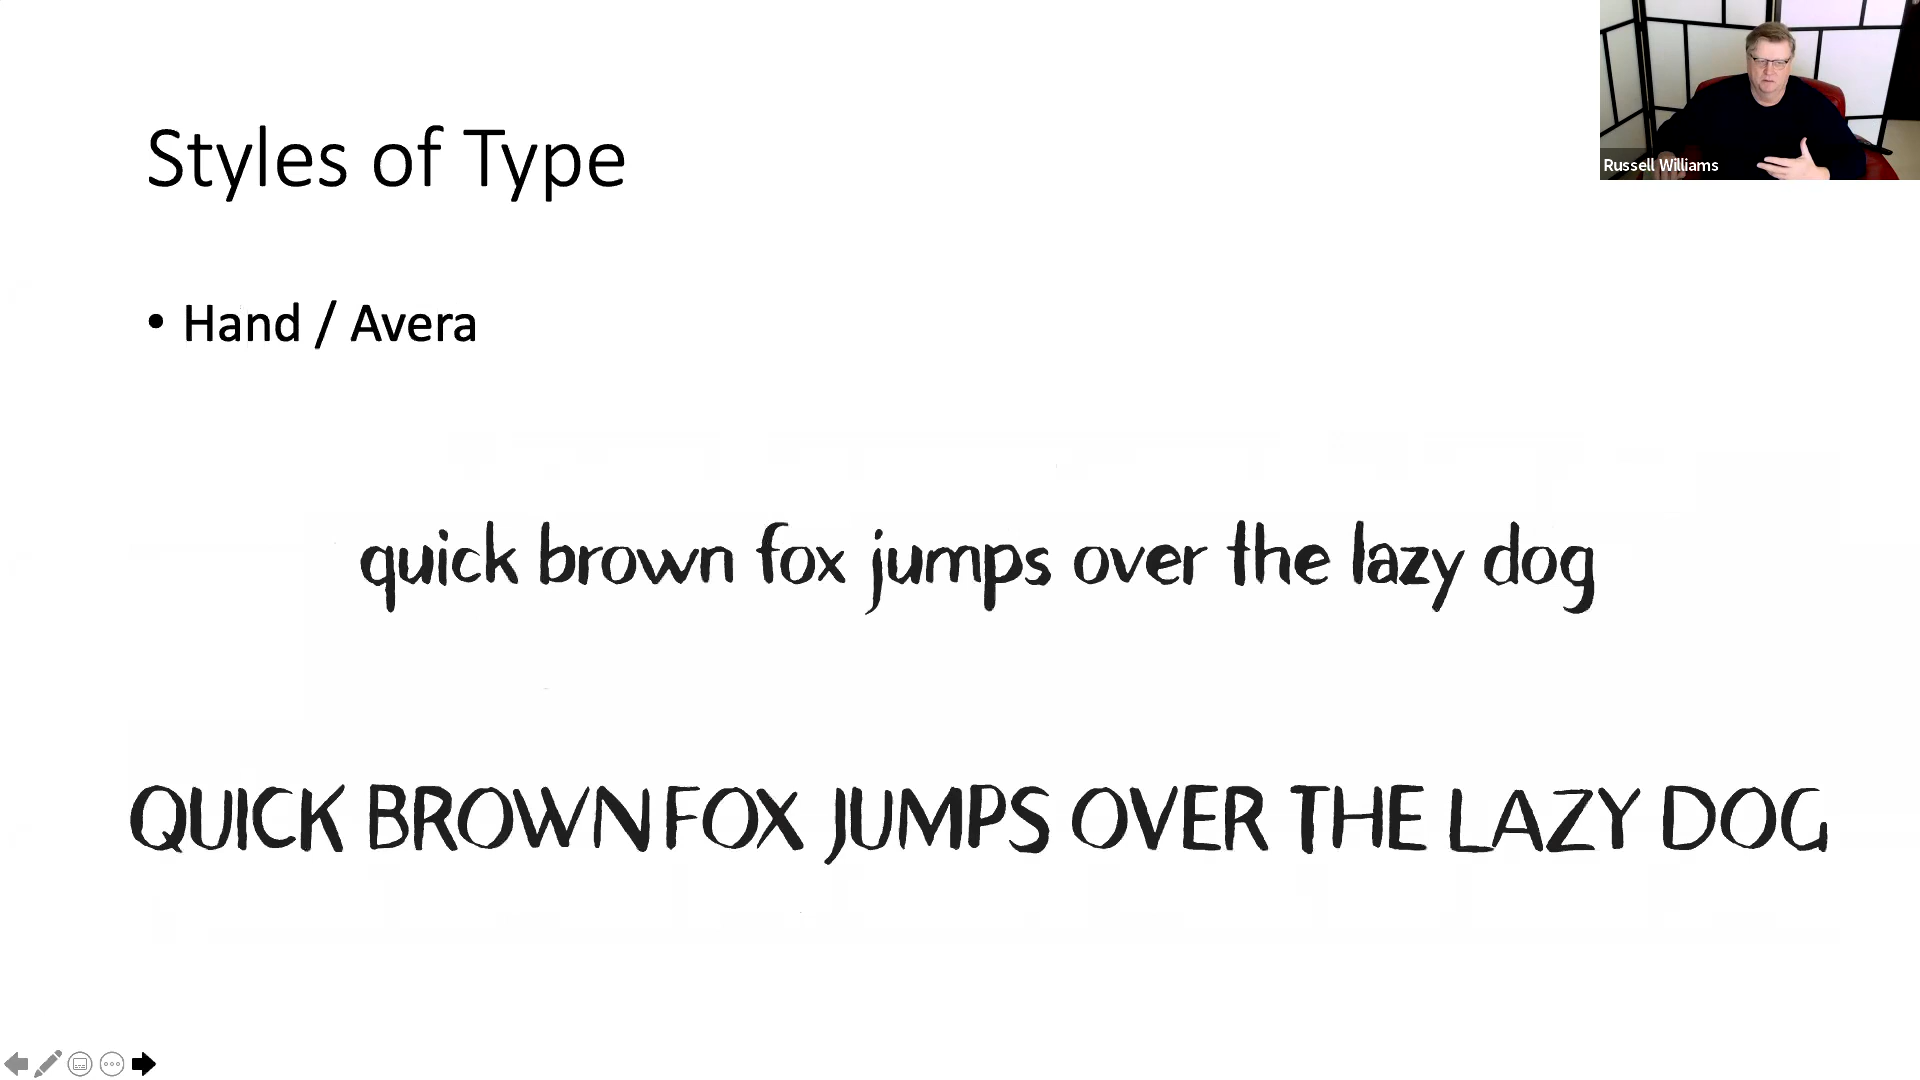 Styles of Type
Russell Williams
• Hand / Avera
quick brown fox jumps over the lazy dog
QUICK BROWN FOX JUMPS OVER THE LAZY DOG